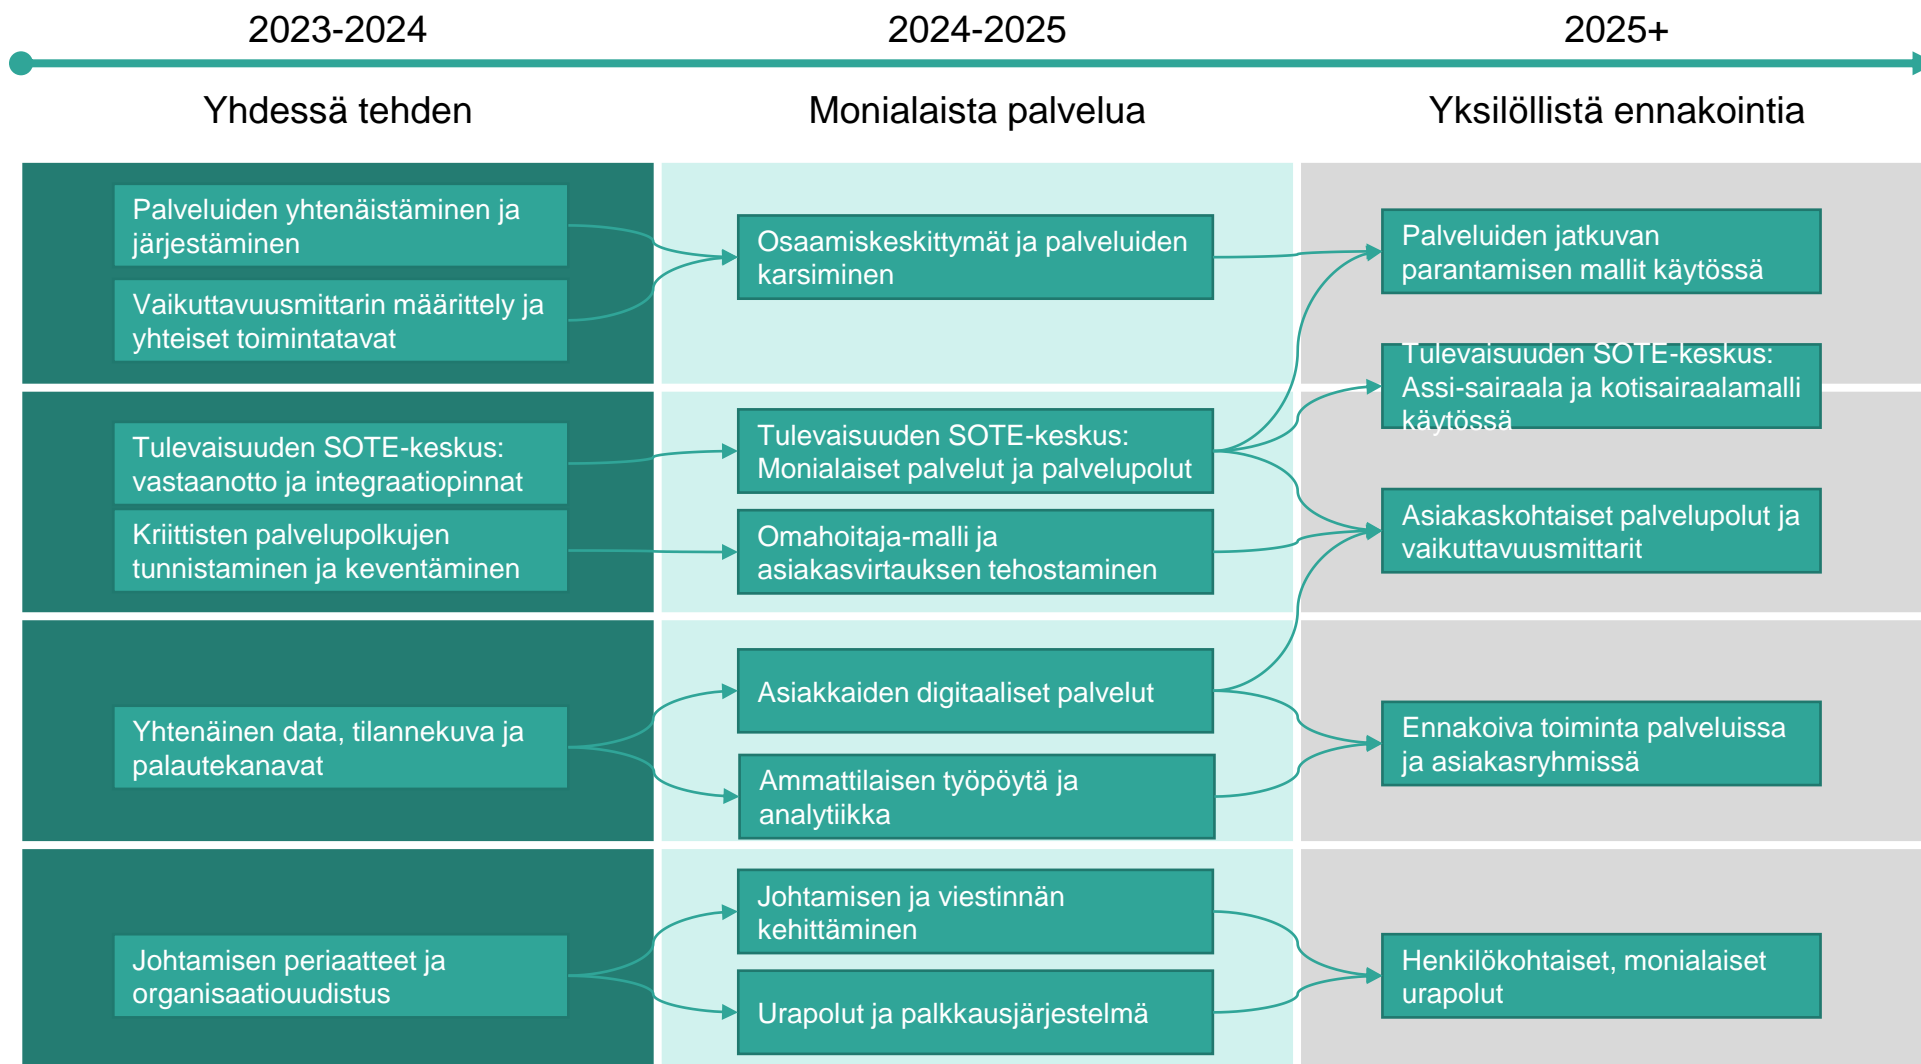 2023-2024
2024-2025
2025+
Yhdessä tehden
Monialaista palvelua
Yksilöllistä ennakointia
Palveluiden yhtenäistäminen ja
järjestäminen
Vaikuttavuusmittarin määrittely ja
yhteiset toimintatavat
Osaamiskeskittymät ja palveluiden
karsiminen
Palveluiden jatkuvan
parantamisen mallit käytössä
Tulevaisuuden SOTE-keskus:
Assi-sairaala ja kotisairaalamalli
käytössä
Tulevaisuuden SOTE-keskus:
vastaanotto ja integraatiopinnat
Kriittisten palvelupolkujen
tunnistaminen ja keventäminen
Tulevaisuuden SOTE-keskus:
Monialaiset palvelut ja palvelupolut
Omahoitaja-malli ja
asiakasvirtauksen tehostaminen
Asiakaskohtaiset palvelupolut ja
vaikuttavuusmittarit
Yhtenäinen data, tilannekuva ja
palautekanavat
Asiakkaiden digitaaliset palvelut
Ammattilaisen työpöytä ja
analytiikka
Ennakoiva toiminta palveluissa
ja asiakasryhmissä
Johtamisen periaatteet ja
organisaatiouudistus
Johtamisen ja viestinnän
kehittäminen
Urapolut ja palkkausjärjestelmä
Henkilökohtaiset, monialaiset
urapolut